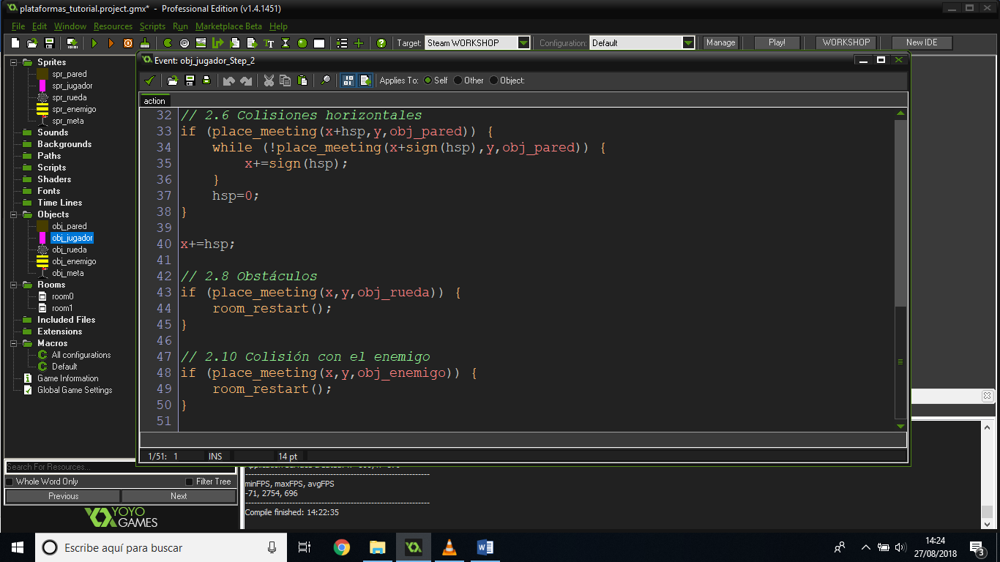 plataformas_tutorial.project.gmx* - Professional Edition (v1.4.1451)
File Edit Window Resources Scripts Run Marketplace Beta Help
Target: Steam WORKSHOP Configuration: Default Manage Play! WORKSHOP New IDE
Sprites
spr_pared
spr_jugador
spr_rueda
spr_enemigo
spr_meta
Sounds
Backgrounds
Paths
Scripts
Shaders
Fonts
Time Lines
Objects
obj_pared
obj_jugador
obj_rueda
obj_enemigo
obj_meta
Rooms
room0
room1
Included Files
Extensions
Macros
All configurations
Default
Game Information
Global Game Settings
Search For Resources...
Whole Word Only Filter Tree
Previous Next
YOYO
GAMES
Event: obj_jugador_Step_2
Applies To: Self Other Object:
action
32 // 2.6 Colisiones horizontales
33 if (place_meeting(x+hsp,y,obj_pared)) {
34 while (!place_meeting(x+sign(hsp),y,obj_pared)) {
35 x+=sign(hsp);
36 }
37 hsp=0;
38 }
39
40 x+=hsp;
41
42 // 2.8 Obstáculos
43 if (place_meeting(x,y,obj_rueda)) {
44 room_restart();
45 }
46
47 // 2.10 Colisión con el enemigo
48 if (place_meeting(x,y,obj_enemigo)) {
49 room_restart();
50 }
51
1/51: 1 INS 14 pt
minFPS, maxFPS, avgFPS
-71, 2754, 696
Compile finished: 14:22:35
Escribe aquí para buscar
14:24
27/08/2018
3